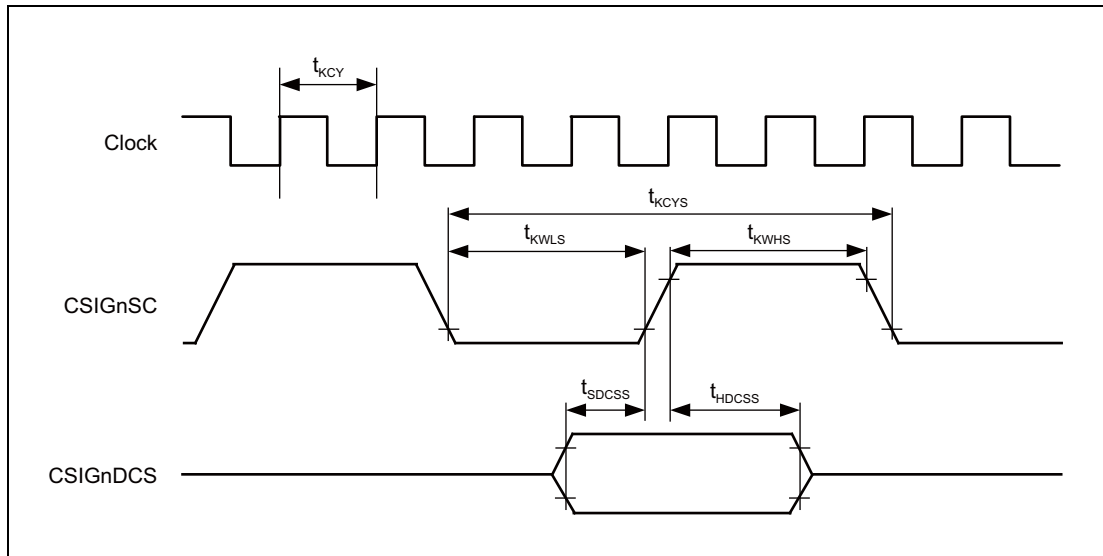 tKCY
Clock
tKCYS
tKWLS
tKWHS
CSIGnSC
tSDCSS
tHDCSS
CSIGnDCS